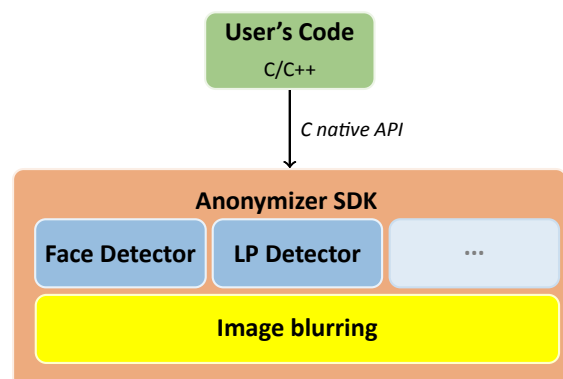 User's Code
C/C++
C native API
Anonymizer SDK
Face Detector
LP Detector
...
Image blurring